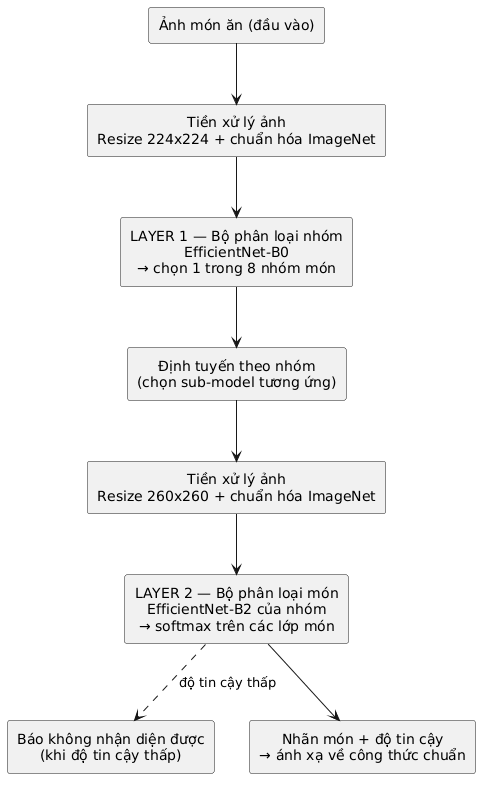 Ảnh món ăn (đầu vào)
Tiền xử lý ảnh
Resize 224x224 + chuẩn hóa ImageNet
LAYER 1 — Bộ phân loại nhóm
EfficientNet-B0
→ chọn 1 trong 8 nhóm món
Định tuyến theo nhóm
(chọn sub-model tương ứng)
Tiền xử lý ảnh
Resize 260x260 + chuẩn hóa ImageNet
LAYER 2 — Bộ phân loại món
EfficientNet-B2 của nhóm
→ softmax trên các lớp món
độ tin cậy thấp
Báo không nhận diện được
(khi độ tin cậy thấp)
Nhãn món + độ tin cậy
→ ánh xạ về công thức chuẩn